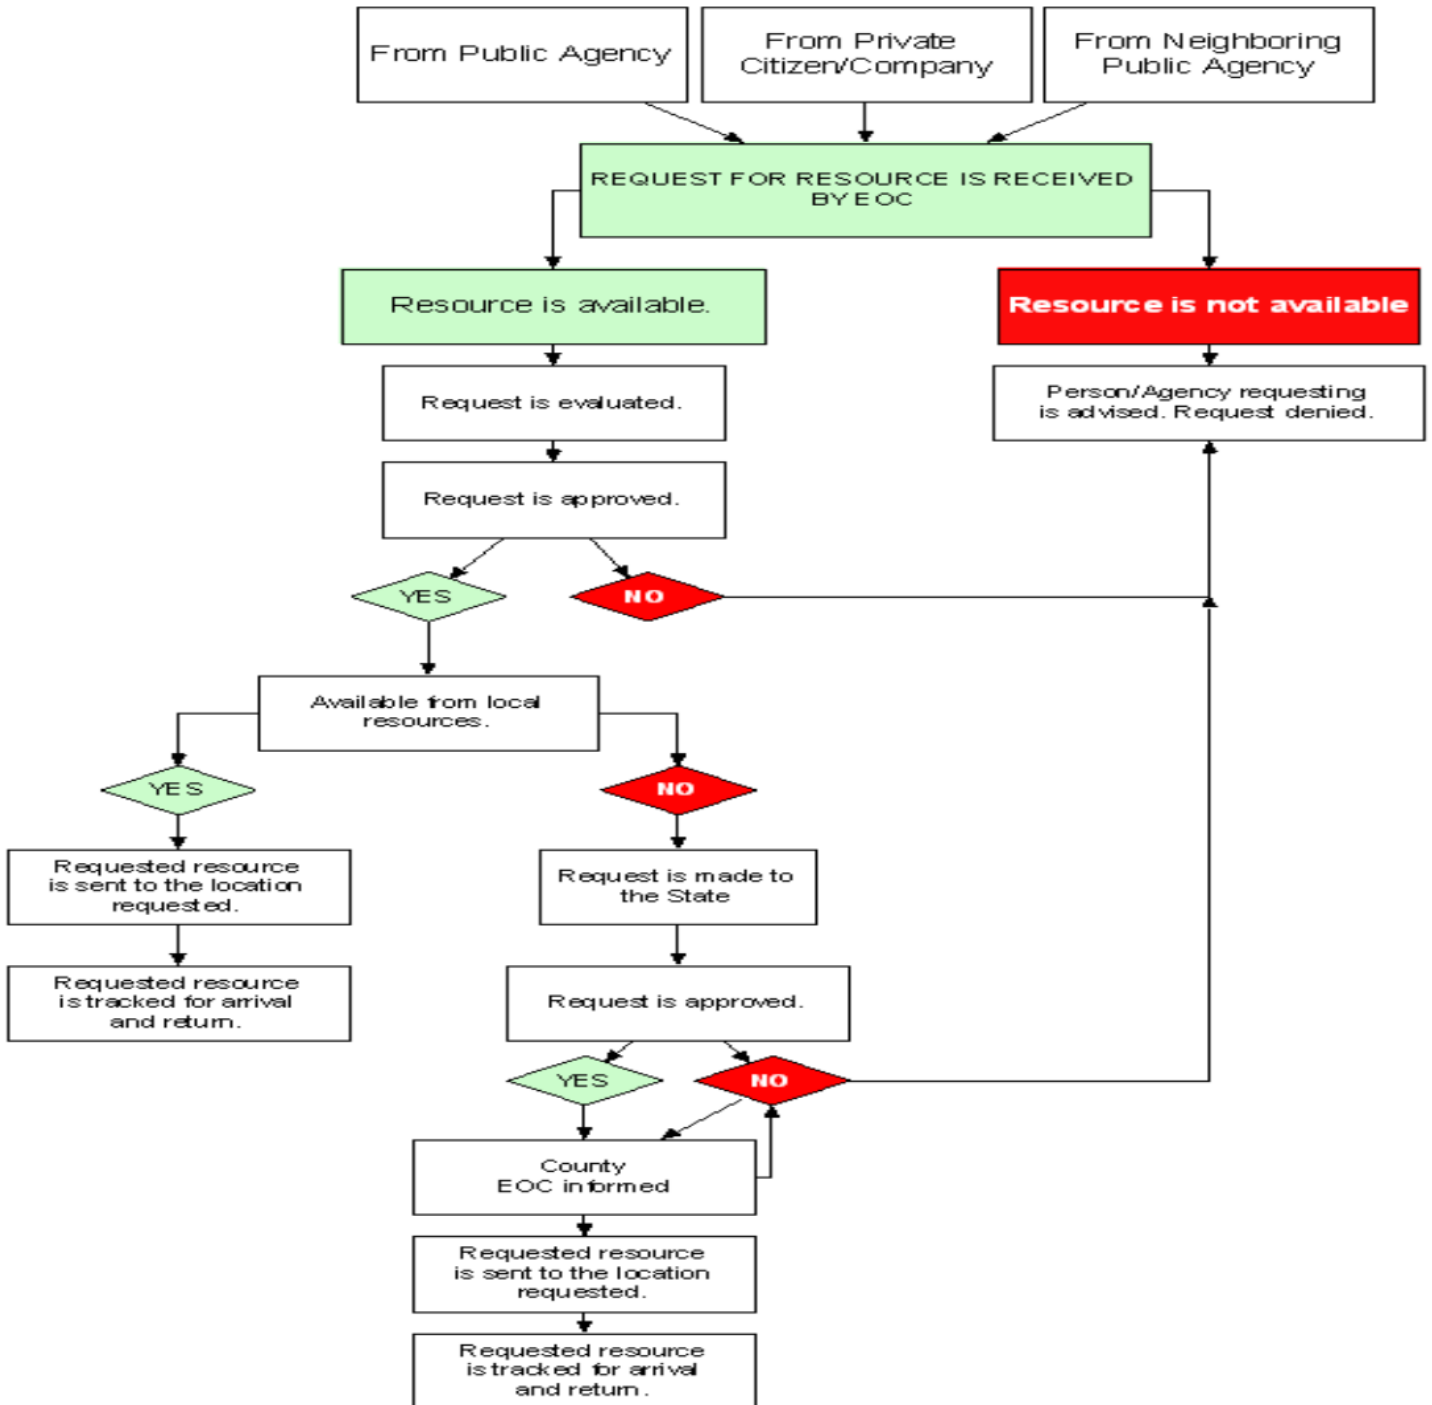 From Public Agency
From Private
Citizen/Company
From Neighboring
Public Agency
REQUEST FOR RESOURCE IS RECEIVED
BY EOC
Resource is available.
Resource is not available
Request is evaluated.
Person/Agency requesting
is advised. Request denied.
Request is approved.
YES
NO
Available from local
resources.
YES
NO
Requested resource
is sent to the location
requested.
Request is made to
the State
Requested resource
is tracked for arrival
and return.
Request is approved.
YES
NO
County
EOC informed
Requested resource
is sent to the location
requested.
Requested resource
is tracked for arrival
and return.